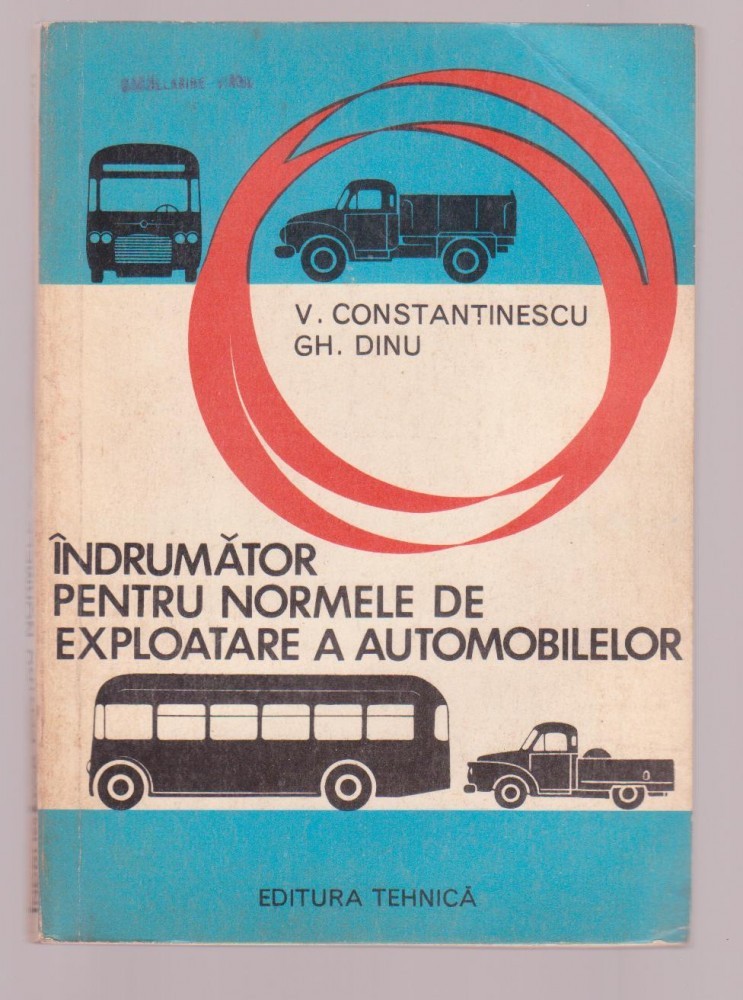 V. CONSTANTINESCU
GH. DINU
ÎNDRUMĂTOR
PENTRU NORMELE DE
EXPLOATARE A AUTOMOBILELOR
EDITURA TEHNICĂ